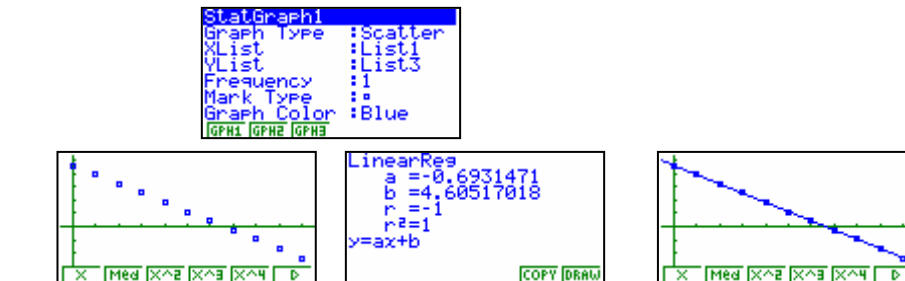 StatGraph1
Graph Type :Scatter
XList :List1
YList :List3
Frequency :1
Mark Type :▫
Graph Color :Blue
GPH1 GPH2 GPH3
X Med X^2 X^3 X^4 ▷
LinearReg
a =-0.6931471
b =4.60517018
r =-1
r²=1
y=ax+b
COPY DRAW
X Med X^2 X^3 X^4 ▷